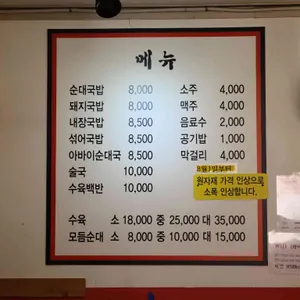 메뉴
순대국밥 8,000 소주 4,000
돼지국밥 8,000 맥주 4,000
내장국밥 8,500 음료수 2,000
섞어국밥 8,500 공기밥 1,000
아바이순대국 8,500 막걸리 4,000
술국 10,000
수육백반 10,000
원자재 가격 인상으로
소폭 인상합니다.
수육 소 18,000 중 25,000 대 35,000
모듬순대 소 8,000 중 10,000 대 15,000